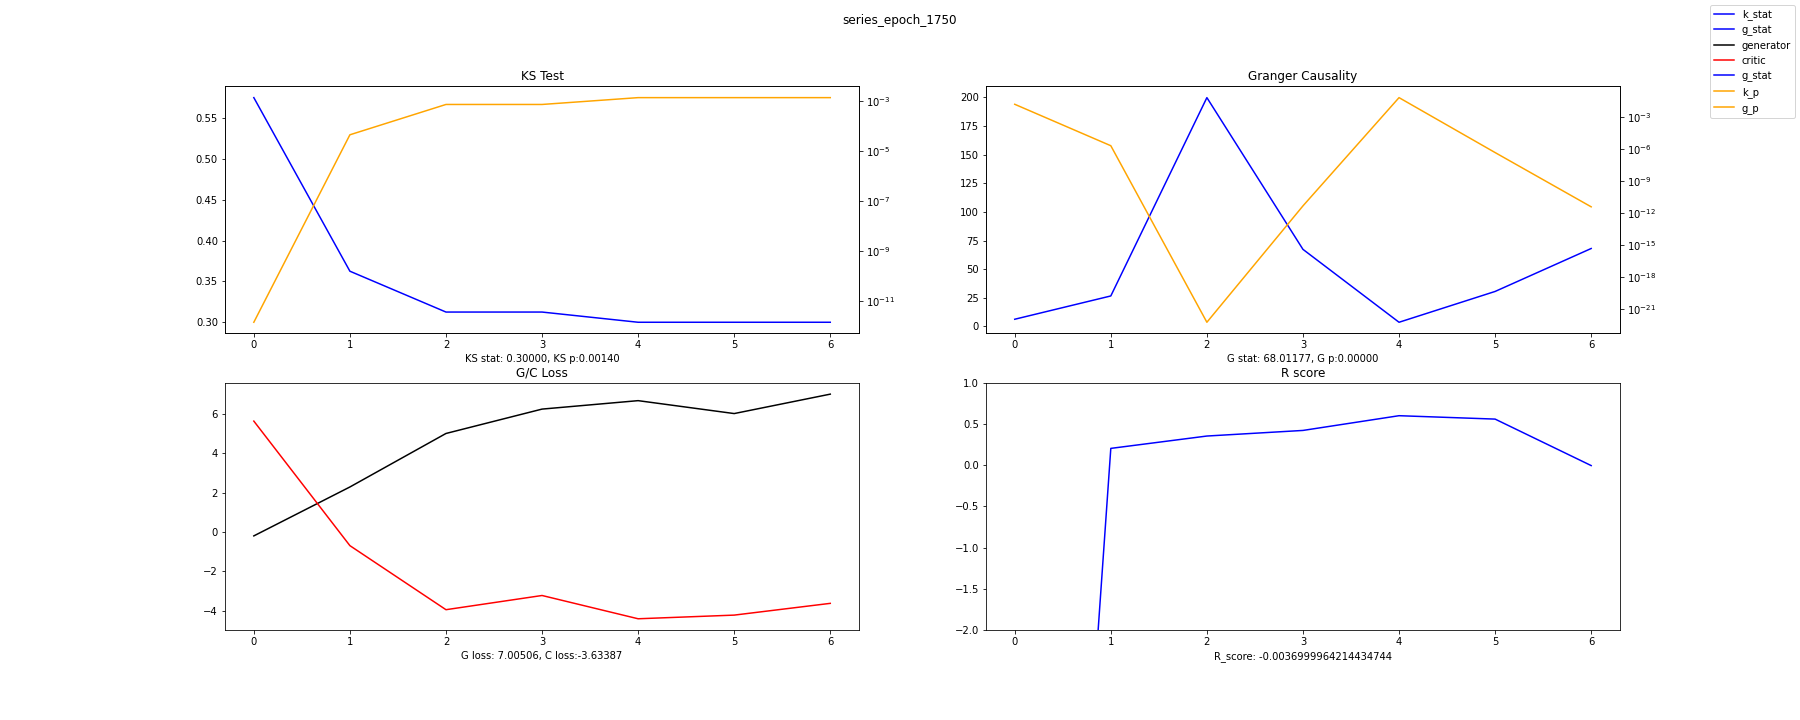 series_epoch_1750
k_stat
g_stat
generator
critic
g_stat
k_p
g_p
KS Test
0.55
0.50
0.45
0.40
0.35
0.30
10⁻³
10⁻⁵
10⁻⁷
10⁻⁹
10⁻¹¹
0 1 2 3 4 5 6
KS stat: 0.30000, KS p:0.00140
Granger Causality
200
175
150
125
100
75
50
25
0
10⁻³
10⁻⁶
10⁻⁹
10⁻¹²
10⁻¹⁵
10⁻¹⁸
10⁻²¹
0 1 2 3 4 5 6
G stat: 68.01177, G p:0.00000
G/C Loss
6
4
2
0
−2
−4
0 1 2 3 4 5 6
G loss: 7.00506, C loss:-3.63387
R score
1.0
0.5
0.0
−0.5
−1.0
−1.5
−2.0
0 1 2 3 4 5 6
R_score: -0.0036999964214434744